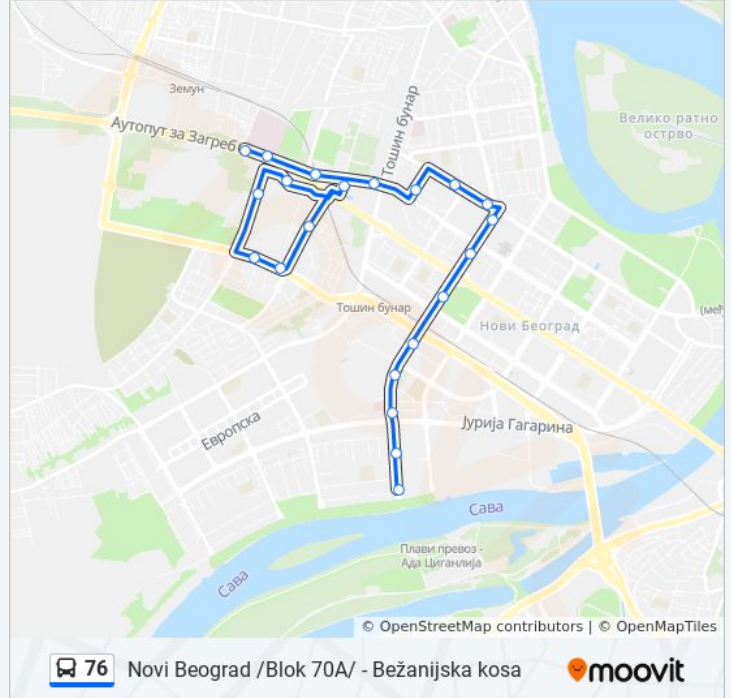 Земун
Аутопут за Загреб
Тошин бунар
Велико ратно
острво
Тошин бунар
Нови Београд
(међ
Европска
Јурија Гагарина
Сава
Плави превоз -
Ада Циганлија
Сава
© OpenStreetMap contributors | © OpenMapTiles
76 Novi Beograd /Blok 70A/ - Bežanijska kosa moovit